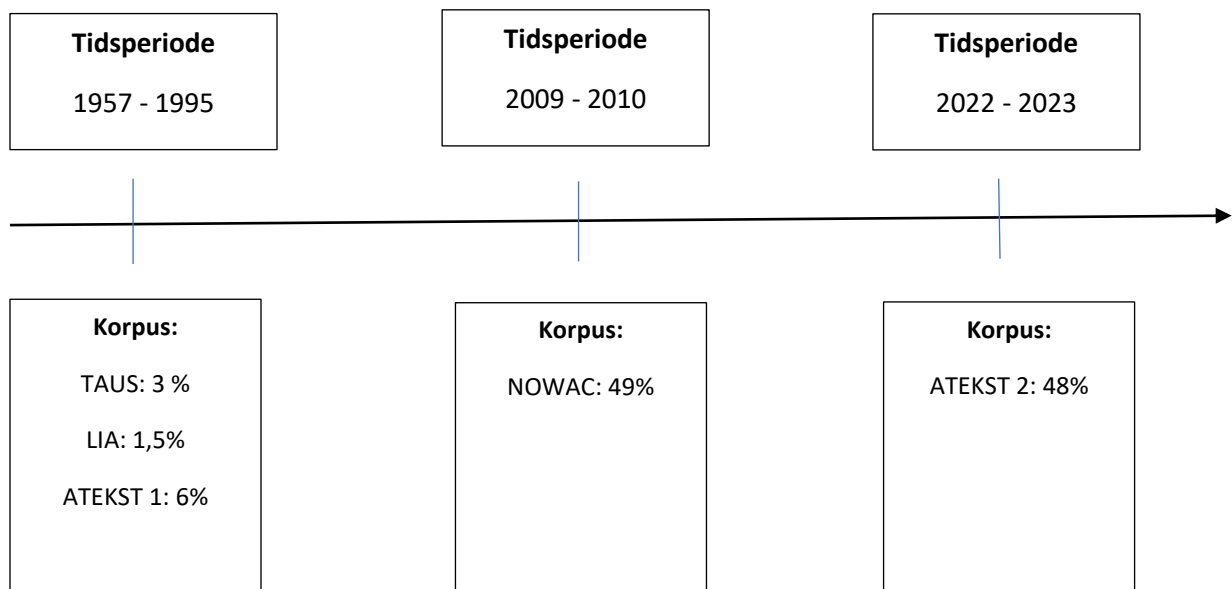 Tidsperiode
1957 - 1995
Tidsperiode
2009 - 2010
Tidsperiode
2022 - 2023
Korpus:
TAUS: 3 %
LIA: 1,5%
ATEKST 1: 6%
Korpus:
NOWAC: 49%
Korpus:
ATEKST 2: 48%